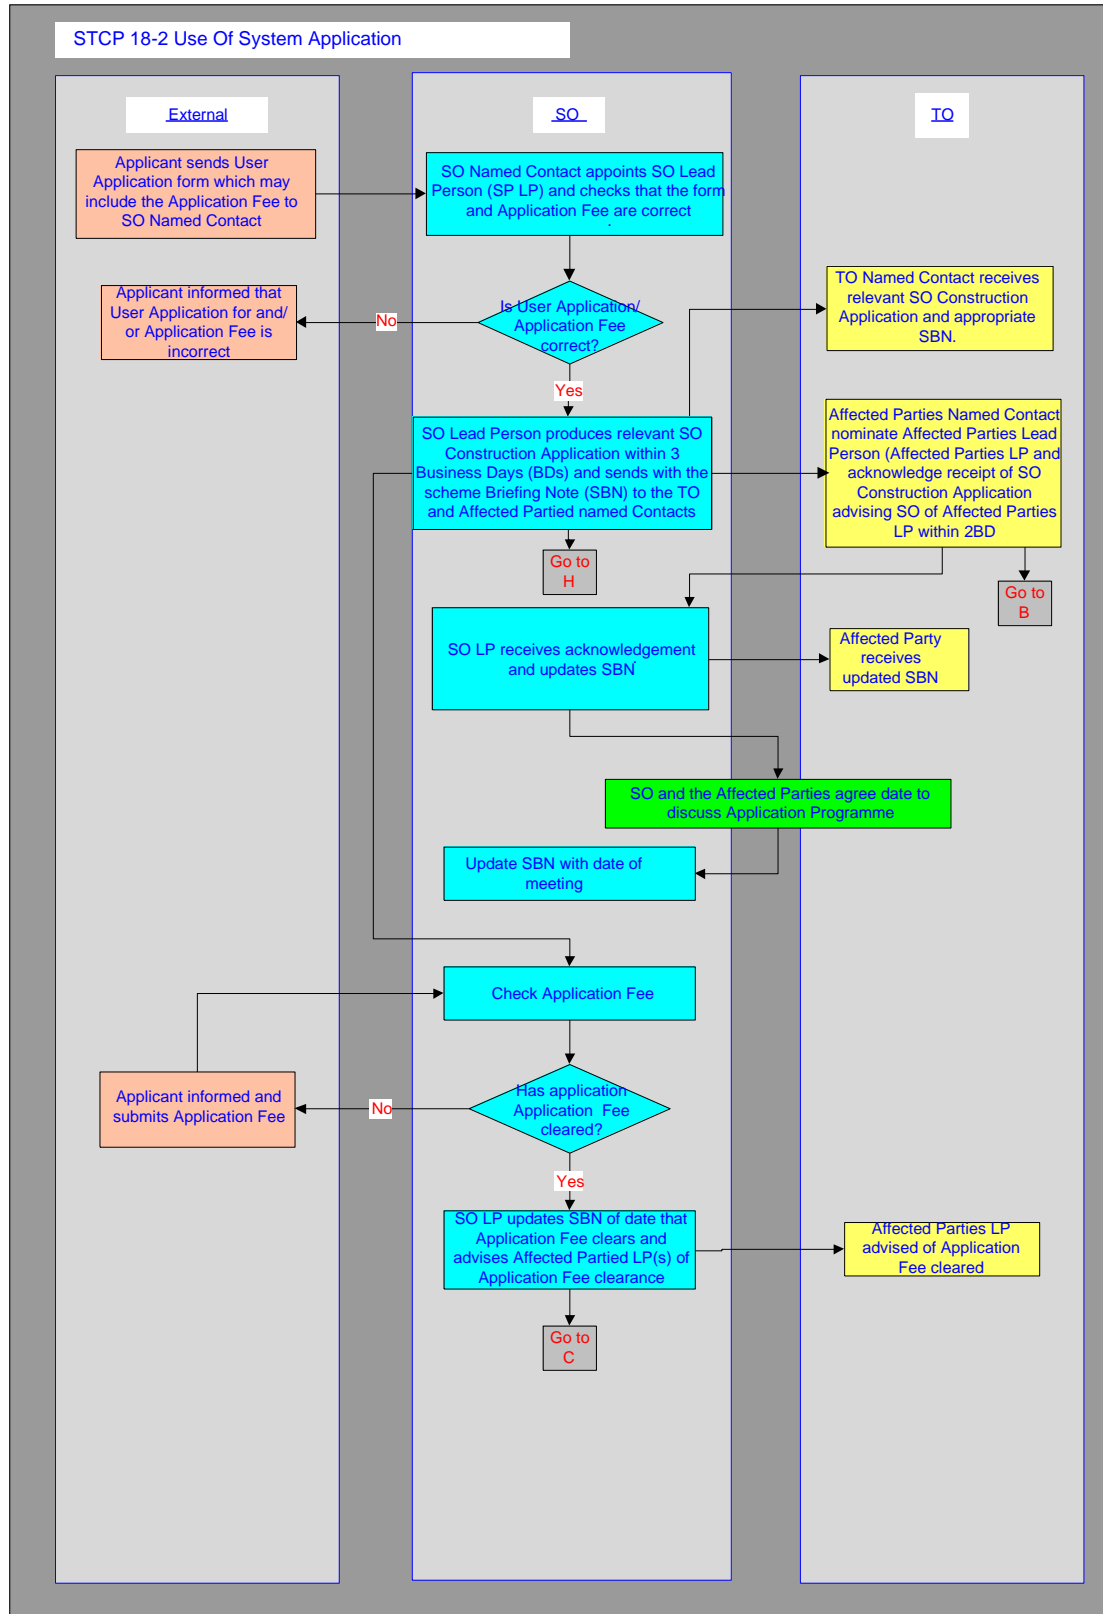 STCP 18-2 Use Of System Application
External
SO
TO
Applicant sends User
Application form which may
include the Application Fee to
SO Named Contact
SO Named Contact appoints SO Lead
Person (SP LP) and checks that the form
and Application Fee are correct
.
Applicant informed that
User Application for and/
or Application Fee is
incorrect
No
Is User Application/
Application Fee
correct?
TO Named Contact receives
relevant SO Construction
Application and appropriate
SBN.
Yes
SO Lead Person produces relevant SO
Construction Application within 3
Business Days (BDs) and sends with the
scheme Briefing Note (SBN) to the TO
and Affected Partied named Contacts
Affected Parties Named Contact
nominate Affected Parties Lead
Person (Affected Parties LP and
acknowledge receipt of SO
Construction Application
advising SO of Affected Parties
LP within 2BD
Go to
H
Go to
B
SO LP receives acknowledgement
and updates SBN
Affected Party
receives
updated SBN
SO and the Affected Parties agree date to
discuss Application Programme
Update SBN with date of
meeting
Check Application Fee
Applicant informed and
submits Application Fee
No
Has application
Application Fee
cleared?
Yes
SO LP updates SBN of date that
Application Fee clears and
advises Affected Partied LP(s) of
Application Fee clearance
Affected Parties LP
advised of Application
Fee cleared
Go to
C